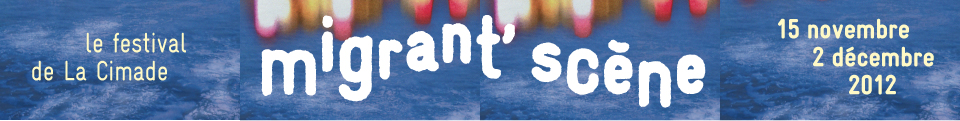 le festival
de La Cimade
migrant' scène
15 novembre
2 décembre
2012